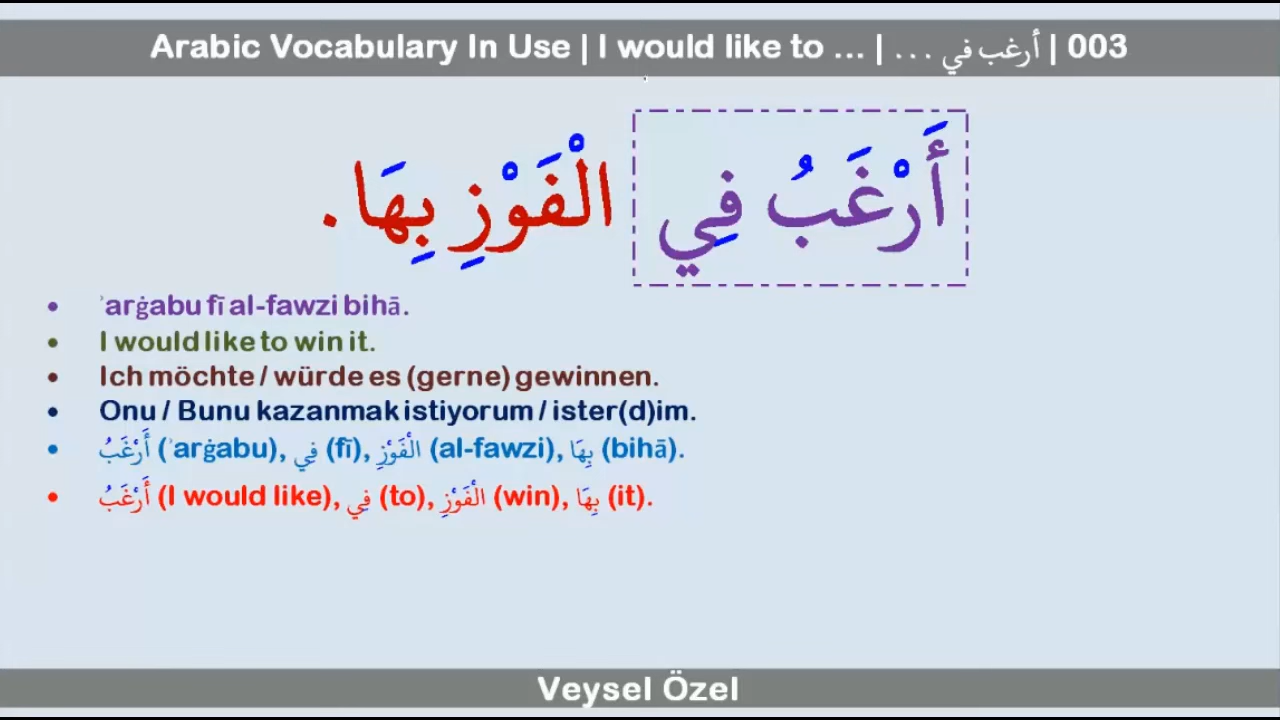 Arabic Vocabulary In Use | I would like to ... | أرغب في ... | 003
أَرْغَبُ فِي الْفَوْزِ بِهَا.
• ʾarġabu fī al-fawzi bihā.
• I would like to win it.
• Ich möchte / würde es (gerne) gewinnen.
• Onu / Bunu kazanmak istiyorum / ister(d)im.
• أَرْغَبُ (ʾarġabu), فِي (fī), الْفَوْزِ (al-fawzi), بِهَا (bihā).
• أَرْغَبُ (I would like), فِي (to), الْفَوْزِ (win), بِهَا (it).
Veysel Özel